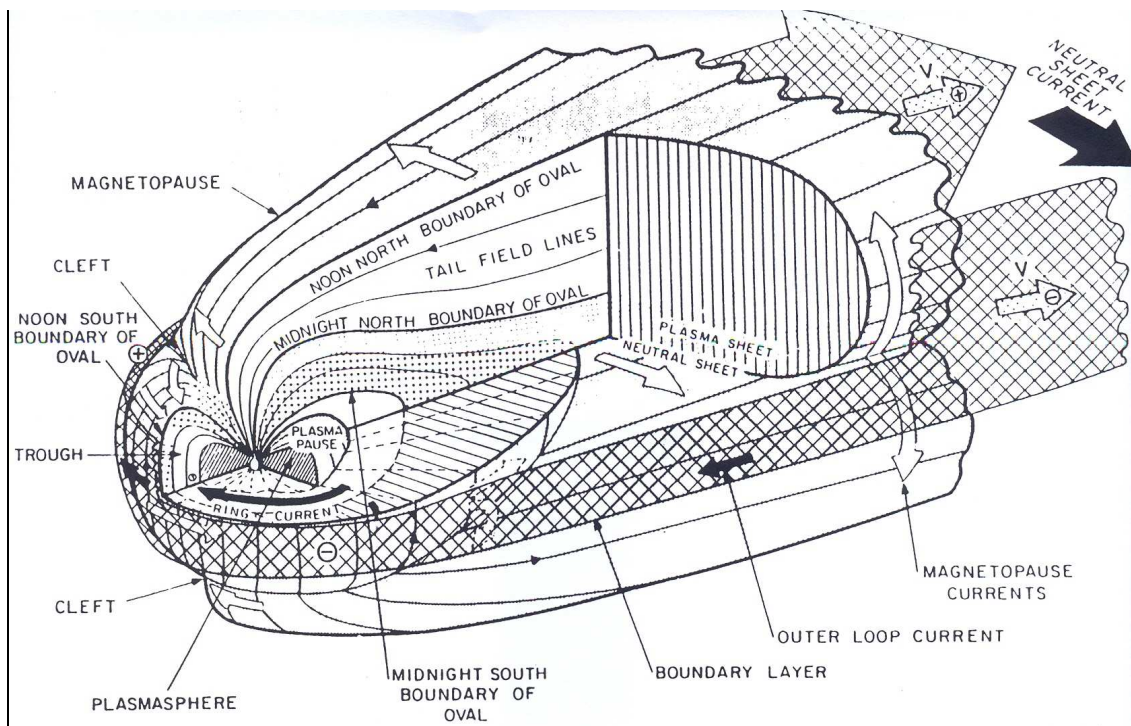 NEUTRAL
SHEET
CURRENT
V
+
MAGNETOPAUSE
NOON NORTH BOUNDARY OF OVAL
TAIL FIELD LINES
CLEFT
MIDNIGHT NORTH BOUNDARY OF OVAL
V
−
NOON SOUTH
BOUNDARY OF
OVAL
+
PLASMA SHEET
NEUTRAL SHEET
PLASMA
PAUSE
TROUGH
RING CURRENT
−
CLEFT
MAGNETOPAUSE
CURRENTS
OUTER LOOP CURRENT
BOUNDARY LAYER
MIDNIGHT SOUTH
BOUNDARY OF
OVAL
PLASMASPHERE